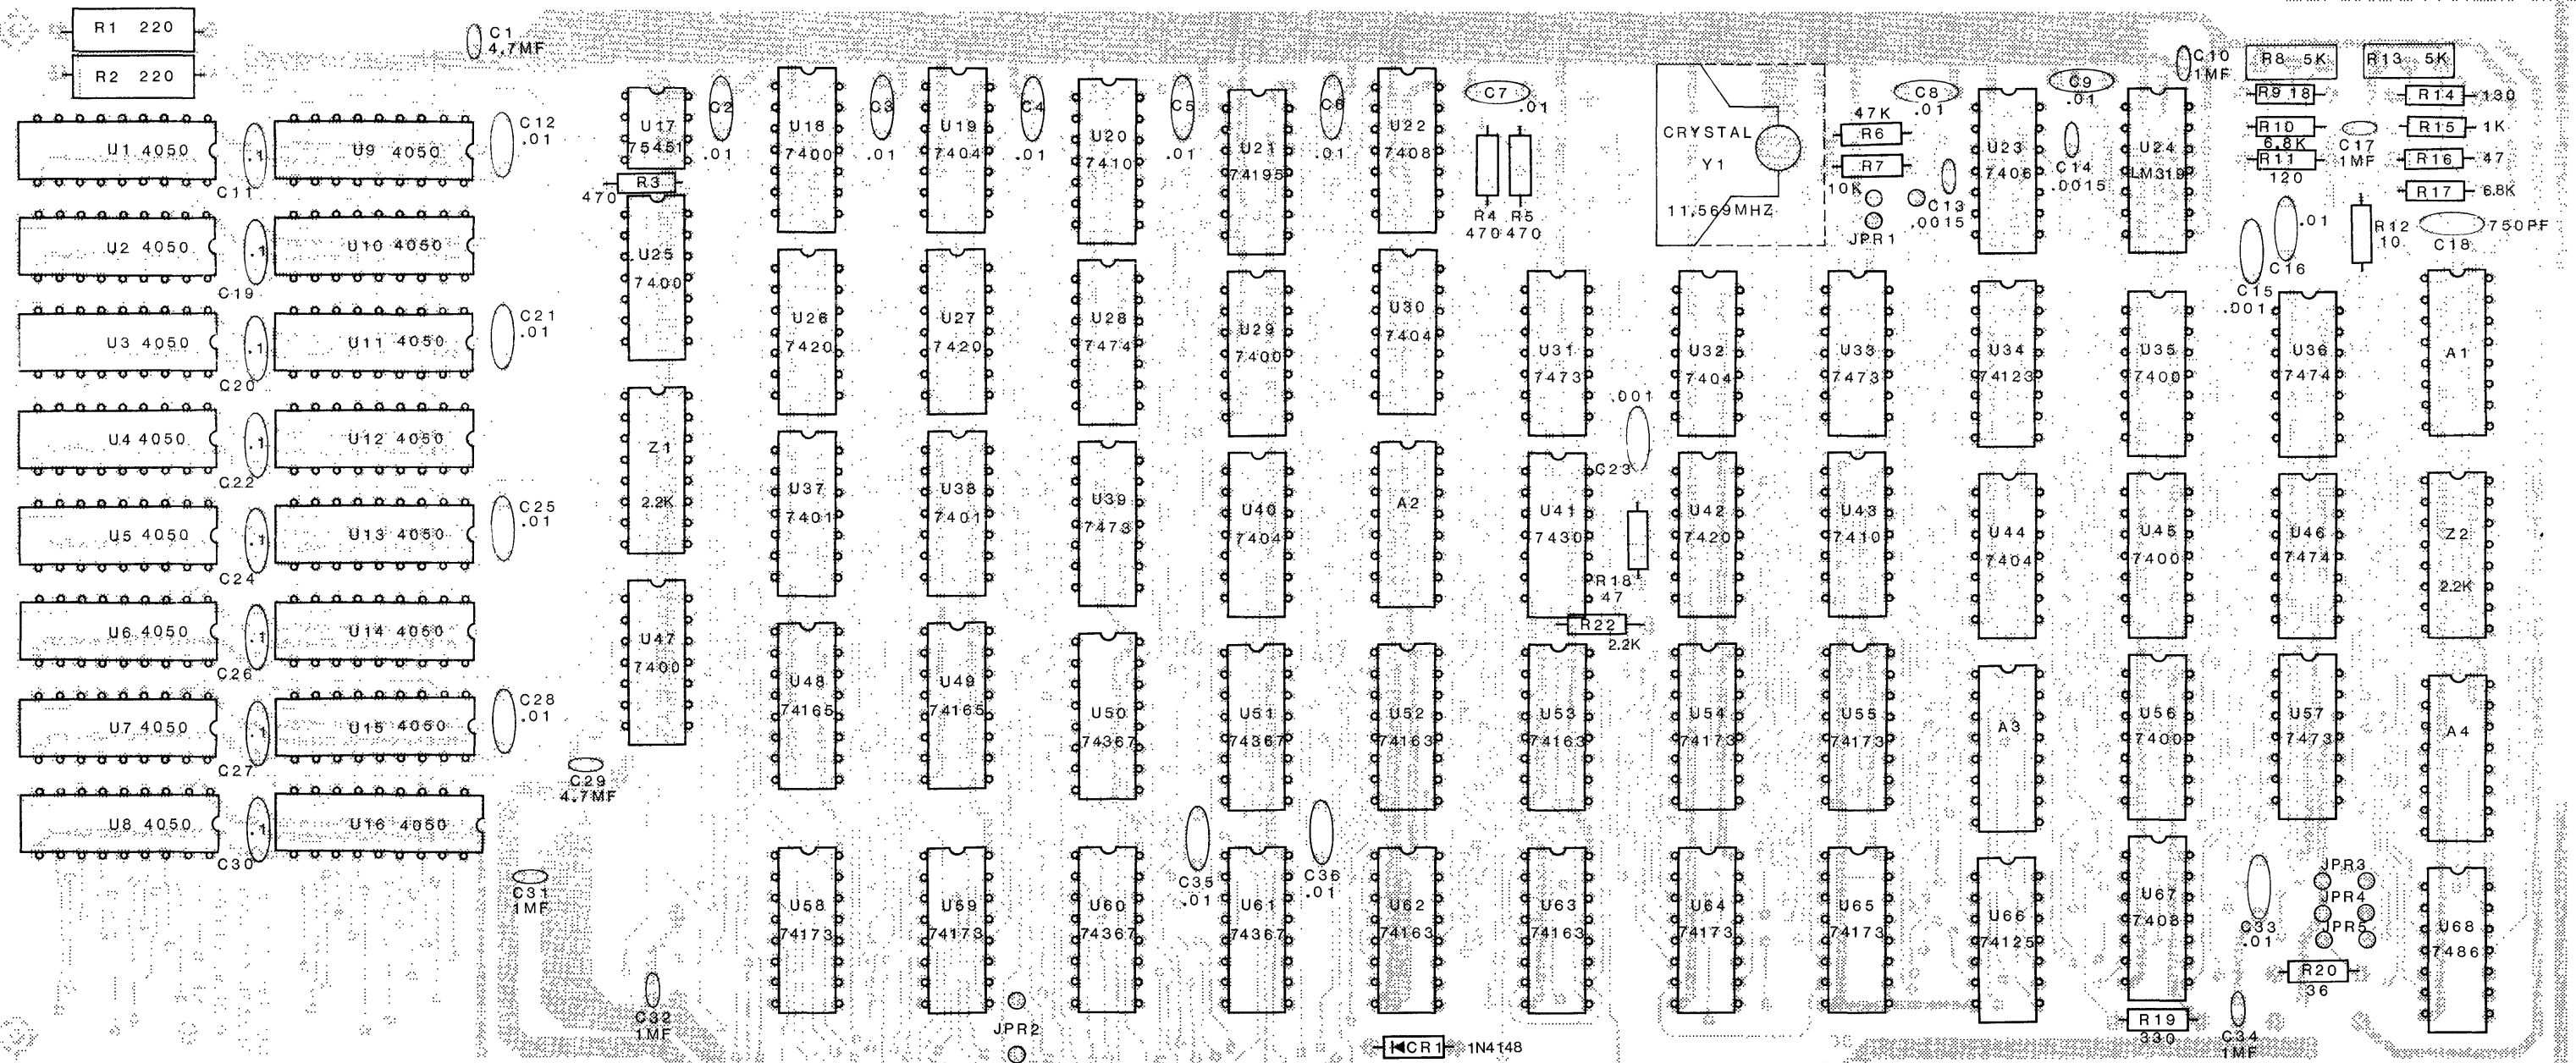 R1 220
R2 220
C1
4.7MF
U1 4050
.1
C11
U9 4050
C12
.01
U2 4050
.1
C19
U10 4050
U3 4050
.1
C20
U11 4050
C21
.01
U4 4050
.1
C22
U12 4050
U5 4050
.1
C24
U13 4050
C25
.01
U6 4050
.1
C26
U14 4050
U7 4050
.1
C27
U15 4050
C28
.01
U8 4050
.1
C30
U16 4050
C29
4.7MF
C31
1MF
C32
1MF
U17
75451
R3
470
U25
7400
Z1
2.2K
U47
7400
C2
.01
U18
7400
U26
7420
U37
7401
U48
74165
U58
74173
C3
.01
U19
7404
U27
7420
U38
7401
U49
74165
U59
74173
JPR2
C4
.01
U20
7410
U28
7474
U39
7473
U50
74367
U60
74367
C5
.01
U21
74195
U29
7400
U40
7404
U51
74367
C35
.01
U61
74367
C36
.01
C6
.01
U22
7408
U30
7404
A2
U52
74163
U62
74163
CR1
1N4148
C7
.01
R4 R5
470 470
U31
7473
U41
7430
R18
47
R22
2.2K
U53
74163
U63
74163
.001
C23
CRYSTAL
Y1
11.569MHZ
U32
7404
U42
7420
U54
74173
U64
74173
47K
R6
R7
10K
JPR1
U33
7473
U43
7410
U55
74173
U65
74173
C8
.01
C13
.0015
U23
7406
U34
74123
U44
7404
A3
U66
74125
C9
.01
C14
.0015
U24
LM319
U35
7400
U45
7400
U56
7400
U67
7408
R19
330
C10
1MF
R8 5K
R9 18
R10
6.8K
R11
120
C17
1MF
.01
C16
C15
.001
R12
10
U36
7474
U46
7474
U57
7473
C33
.01
JPR3
JPR4
JPR5
R20
36
C34
1MF
R13 5K
R14 130
R15 1K
R16 47
R17 6.8K
750PF
C18
A1
Z2
2.2K
A4
U68
7486